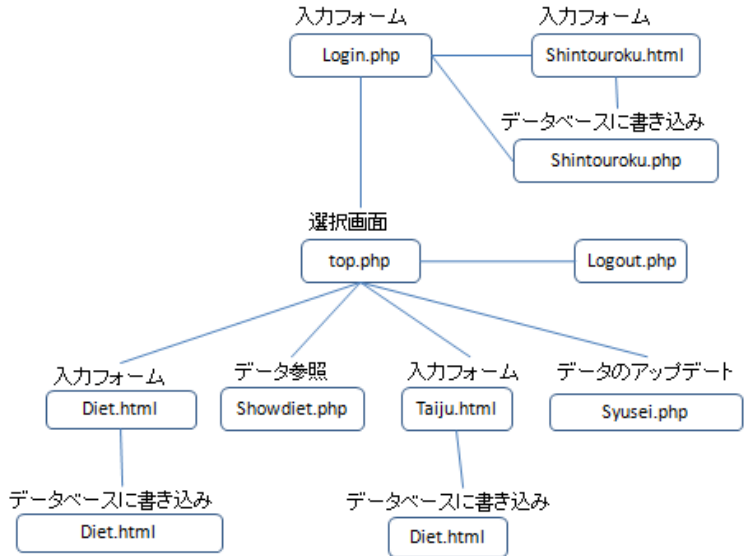 入力フォーム
Login.php
入力フォーム
Shintouroku.html
データベースに書き込み
Shintouroku.php
選択画面
top.php
Logout.php
入力フォーム
Diet.html
データ参照
Showdiet.php
入力フォーム
Taiju.html
データのアップデート
Syusei.php
データベースに書き込み
Diet.html
データベースに書き込み
Diet.html